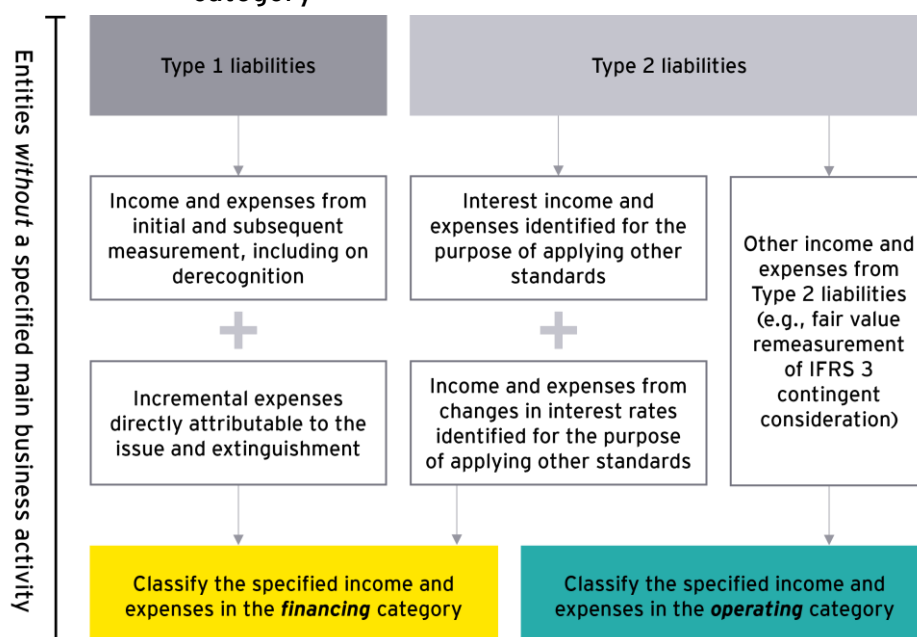 category
Entities without a specified main business activity
Type 1 liabilities
Type 2 liabilities
Income and expenses from
initial and subsequent
measurement, including on
derecognition
Interest income and
expenses identified for the
purpose of applying other
standards
Other income and
expenses from
Type 2 liabilities
(e.g., fair value
remeasurement
of IFRS 3
contingent
consideration)
+
+
Incremental expenses
directly attributable to the
issue and extinguishment
Income and expenses from
changes in interest rates
identified for the purpose
of applying other standards
Classify the specified income and
expenses in the financing category
Classify the specified income and
expenses in the operating category